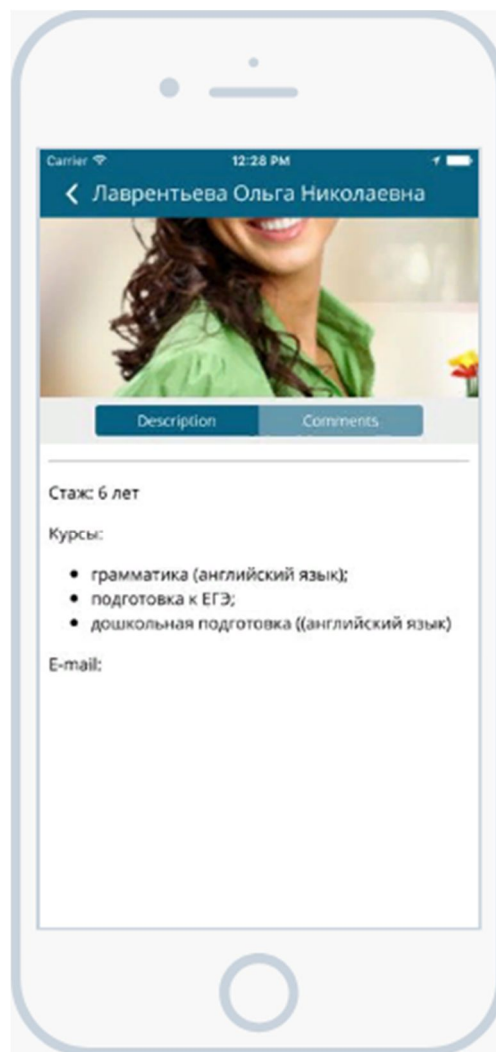 Carrier 12:28 PM
Лаврентьева Ольга Николаевна
Description Comments
Стаж: 6 лет
Курсы:
• грамматика (английский язык);
• подготовка к ЕГЭ;
• дошкольная подготовка ((английский язык)
E-mail: